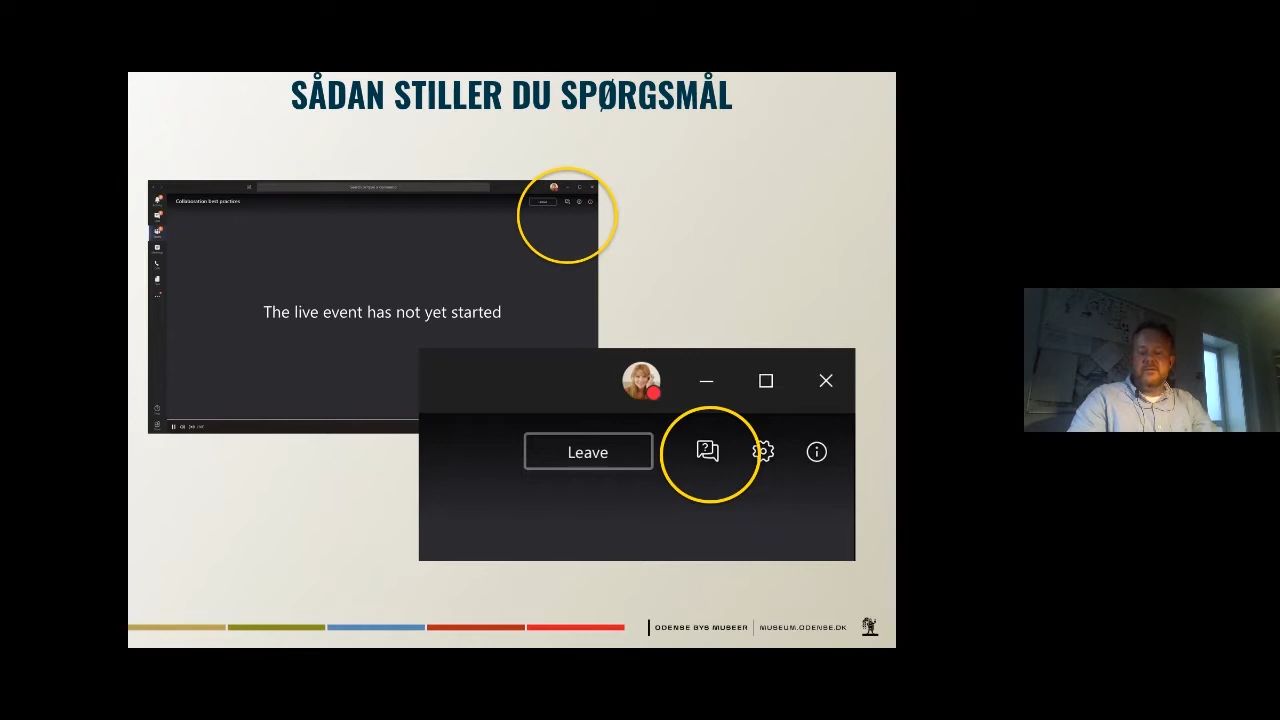 SÅDAN STILLER DU SPØRGSMÅL
Collaboration best practices
The live event has not yet started
Leave
ODENSE BYS MUSEER
MUSEUM.ODENSE.DK